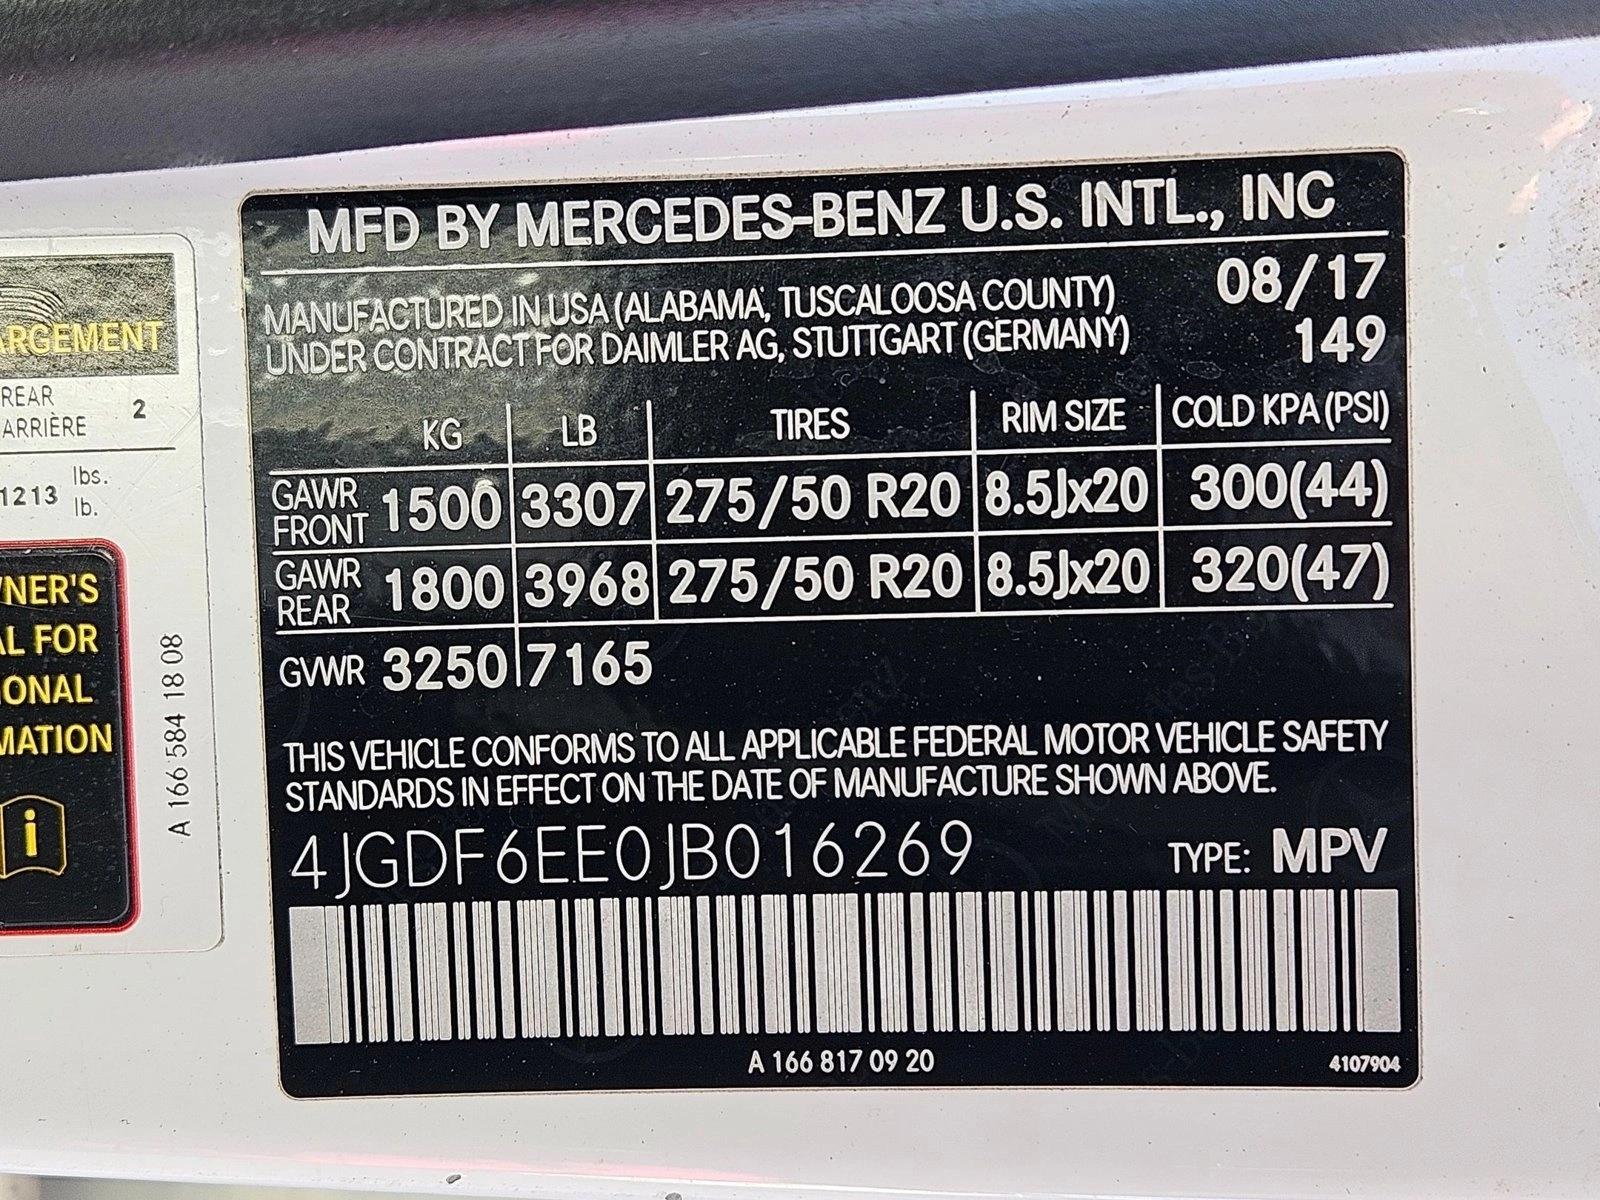 ARGEMENT
REAR
ARRIÈRE 2
1213 lbs.
lb.
NER'S
L FOR
IONAL
MATION
i
A 166 584 18 08
MFD BY MERCEDES-BENZ U.S. INTL., INC
MANUFACTURED IN USA (ALABAMA, TUSCALOOSA COUNTY) 08/17
UNDER CONTRACT FOR DAIMLER AG, STUTTGART (GERMANY) 149
KG LB TIRES RIM SIZE COLD KPA (PSI)
GAWR FRONT 1500 3307 275/50 R20 8.5Jx20 300(44)
GAWR REAR 1800 3968 275/50 R20 8.5Jx20 320(47)
GVWR 3250 7165
THIS VEHICLE CONFORMS TO ALL APPLICABLE FEDERAL MOTOR VEHICLE SAFETY
STANDARDS IN EFFECT ON THE DATE OF MANUFACTURE SHOWN ABOVE.
4JGDF6EE0JB016269 TYPE: MPV
A 166 817 09 20 4107904